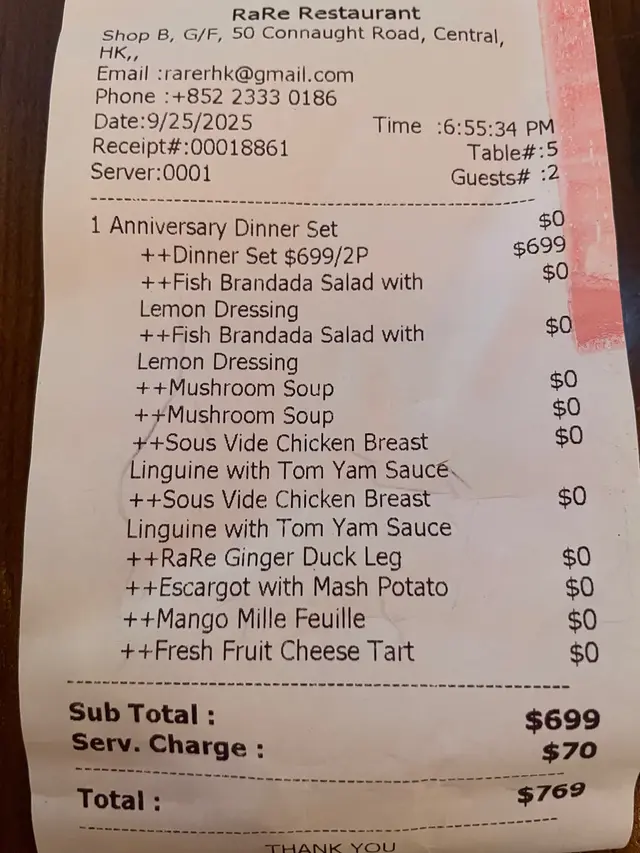 RaRe Restaurant
Shop B, G/F, 50 Connaught Road, Central,
HK,,
Email :rarerhk@gmail.com
Phone :+852 2333 0186
Date:9/25/2025 Time :6:55:34 PM
Receipt#:00018861 Table#:5
Server:0001 Guests# :2
1 Anniversary Dinner Set $0
++Dinner Set $699/2P $699
++Fish Brandada Salad with $0
Lemon Dressing
++Fish Brandada Salad with $0
Lemon Dressing
++Mushroom Soup $0
++Mushroom Soup $0
++Sous Vide Chicken Breast $0
Linguine with Tom Yam Sauce
++Sous Vide Chicken Breast $0
Linguine with Tom Yam Sauce
++RaRe Ginger Duck Leg $0
++Escargot with Mash Potato $0
++Mango Mille Feuille $0
++Fresh Fruit Cheese Tart $0
Sub Total : $699
Serv. Charge : $70
Total : $769
THANK YOU